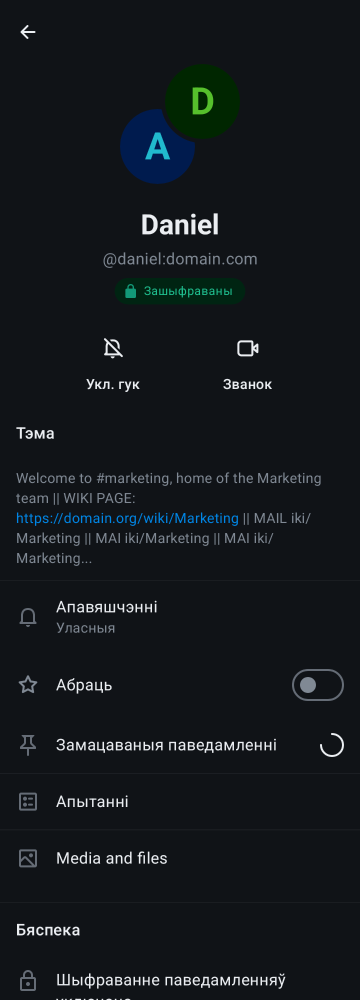 D
A
Daniel
@daniel:domain.com
Зашыфраваны
Укл. гук
Званок
Тэма
Welcome to #marketing, home of the Marketing
team || WIKI PAGE:
https://domain.org/wiki/Marketing || MAIL iki/
Marketing || MAI iki/Marketing || MAI iki/
Marketing...
Апавяшчэнні
Уласныя
Абраць
Замацаваныя паведамленні
Апытанні
Media and files
Бяспека
Шыфраванне паведамленняў